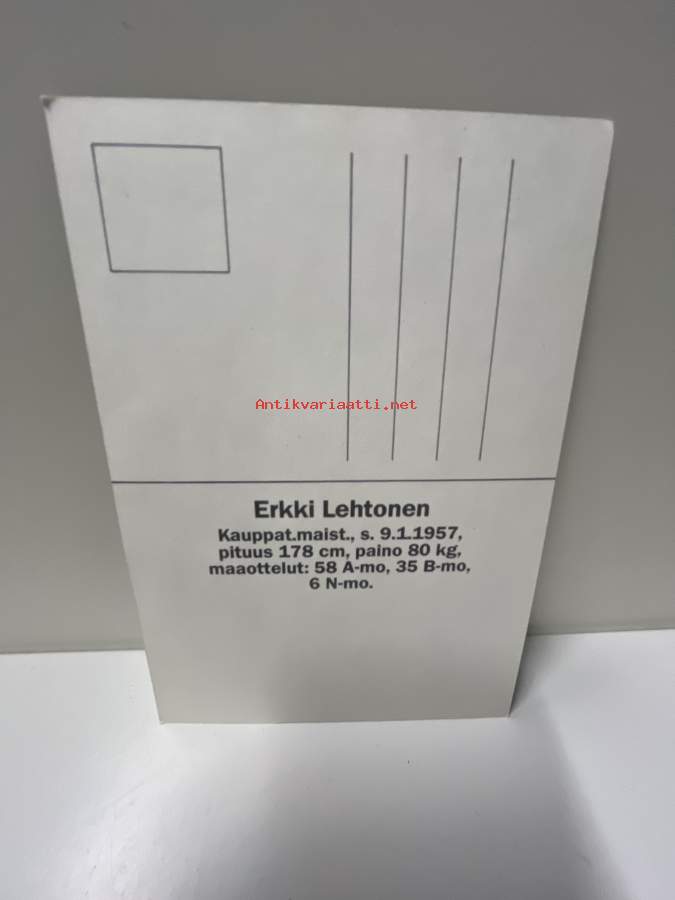 Antikvariaatti.net
Erkki Lehtonen
Kauppat.maist., s. 9.1.1957,
pituus 178 cm, paino 80 kg,
maaottelut: 58 A-mo, 35 B-mo,
6 N-mo.